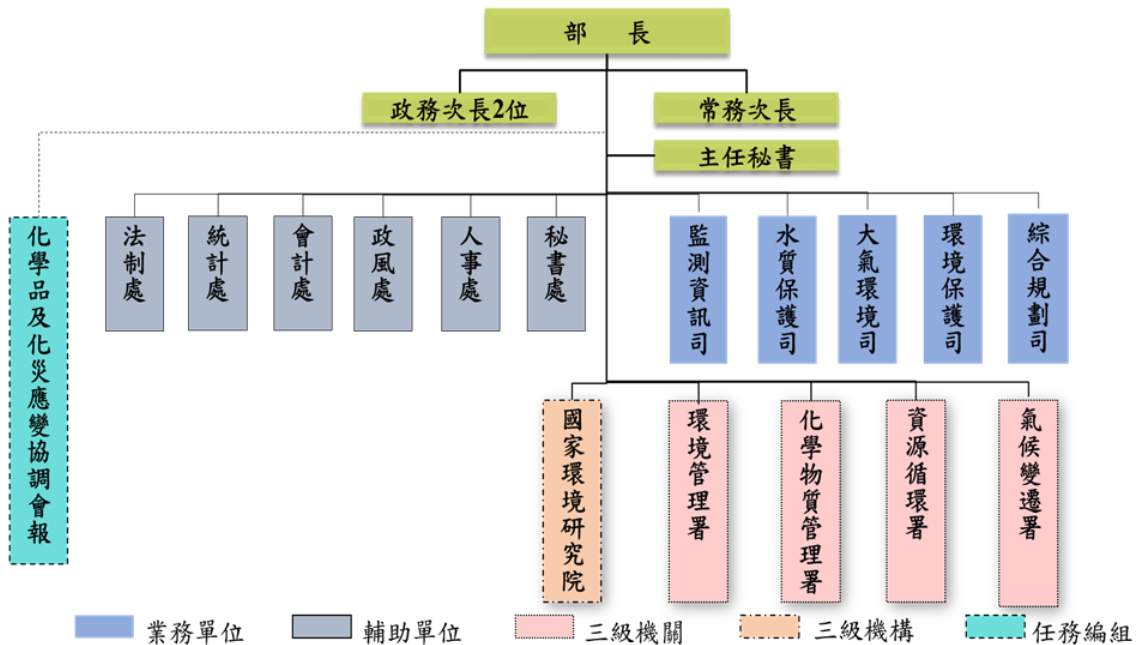 部 長
政務次長2位
常務次長
主任秘書
化學品及化災應變協調會報
法制處
統計處
會計處
政風處
人事處
秘書處
監測資訊司
水質保護司
大氣環境司
環境保護司
綜合規劃司
國家環境研究院
環境管理署
化學物質管理署
資源循環署
氣候變遷署
業務單位
輔助單位
三級機關
三級機構
任務編組